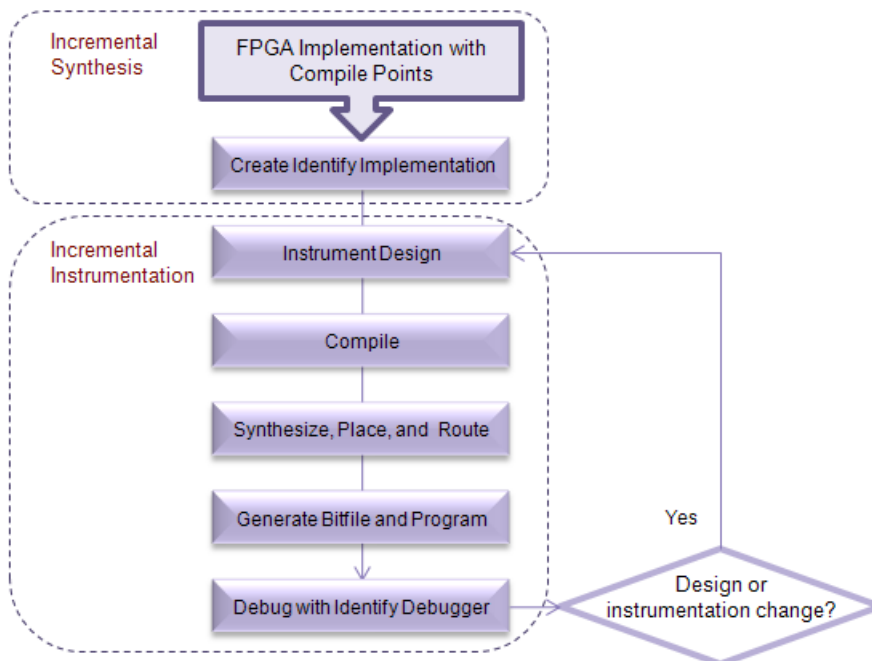 Incremental
Synthesis
FPGA Implementation with
Compile Points
Create Identify Implementation
Incremental
Instrumentation
Instrument Design
Compile
Synthesize, Place, and Route
Generate Bitfile and Program
Debug with Identify Debugger
Yes
Design or
instrumentation change?